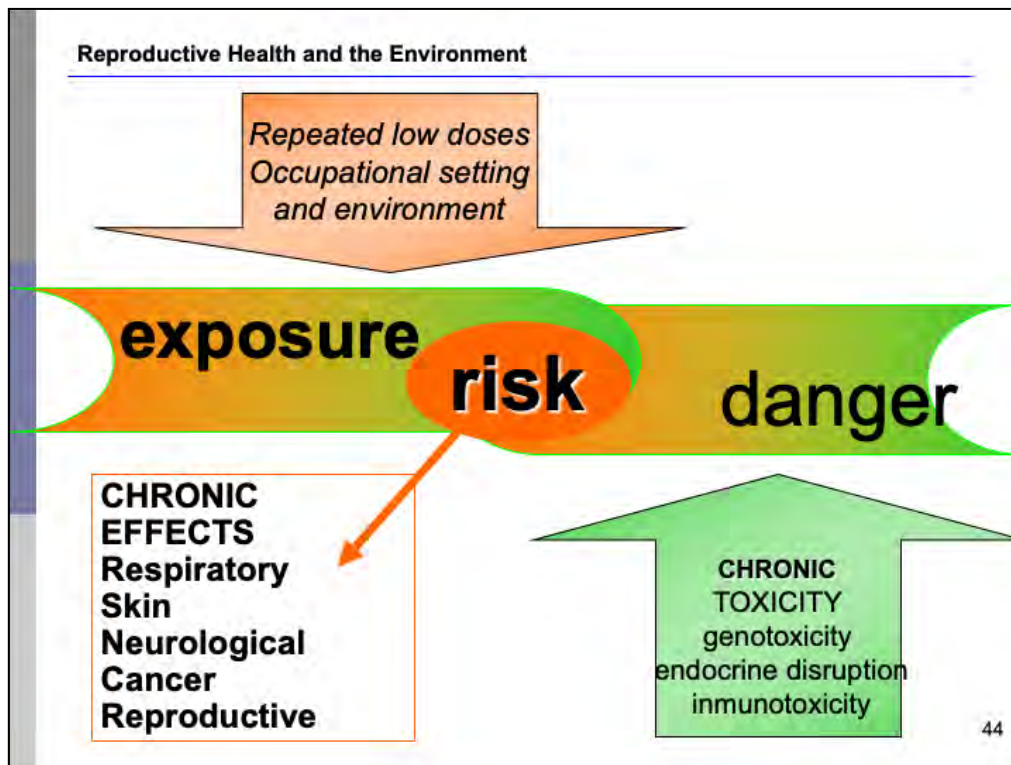 Reproductive Health and the Environment
Repeated low doses
Occupational setting
and environment
exposure
risk
danger
CHRONIC
EFFECTS
Respiratory
Skin
Neurological
Cancer
Reproductive
CHRONIC
TOXICITY
genotoxicity
endocrine disruption
inmunotoxicity
44